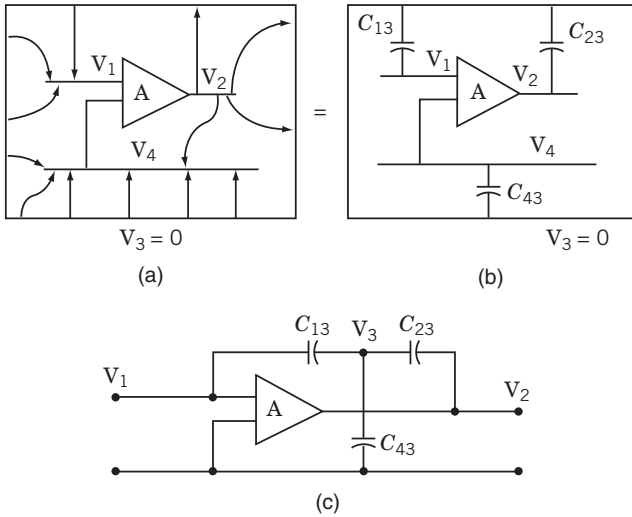 V1
A
V2
V4
V3 = 0
(a)
=
C13
C23
V1
V2
A
V4
C43
V3 = 0
(b)
C13
V3
C23
V1
V2
A
C43
(c)